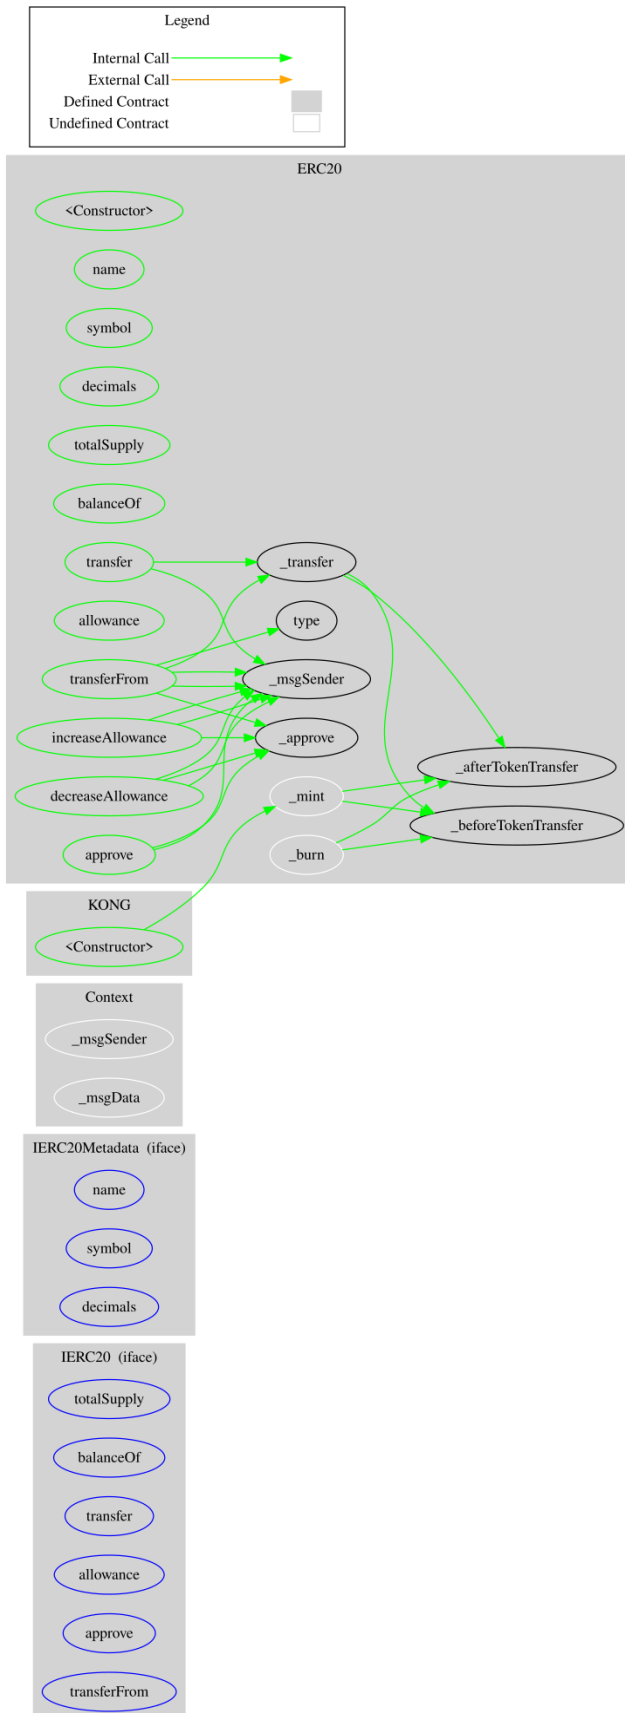 Legend
Internal Call
External Call
Defined Contract
Undefined Contract
ERC20
<Constructor>
name
symbol
decimals
totalSupply
balanceOf
transfer
_transfer
allowance
type
transferFrom
_msgSender
increaseAllowance
_approve
_afterTokenTransfer
decreaseAllowance
_mint
_beforeTokenTransfer
approve
_burn
KONG
<Constructor>
Context
_msgSender
_msgData
IERC20Metadata (iface)
name
symbol
decimals
IERC20 (iface)
totalSupply
balanceOf
transfer
allowance
approve
transferFrom